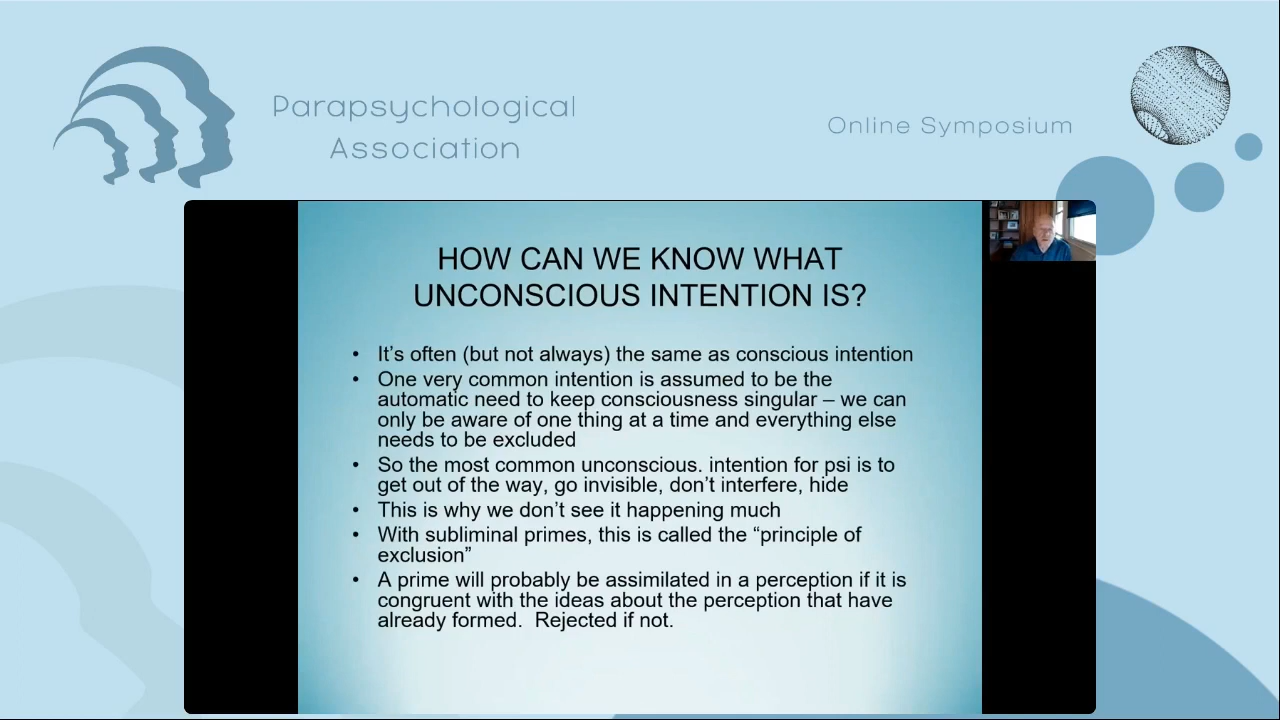 Parapsychological
Association
Online Symposium
HOW CAN WE KNOW WHAT
UNCONSCIOUS INTENTION IS?
• It's often (but not always) the same as conscious intention
• One very common intention is assumed to be the
automatic need to keep consciousness singular – we can
only be aware of one thing at a time and everything else
needs to be excluded
• So the most common unconscious. intention for psi is to
get out of the way, go invisible, don't interfere, hide
• This is why we don't see it happening much
• With subliminal primes, this is called the “principle of
exclusion”
• A prime will probably be assimilated in a perception if it is
congruent with the ideas about the perception that have
already formed.  Rejected if not.